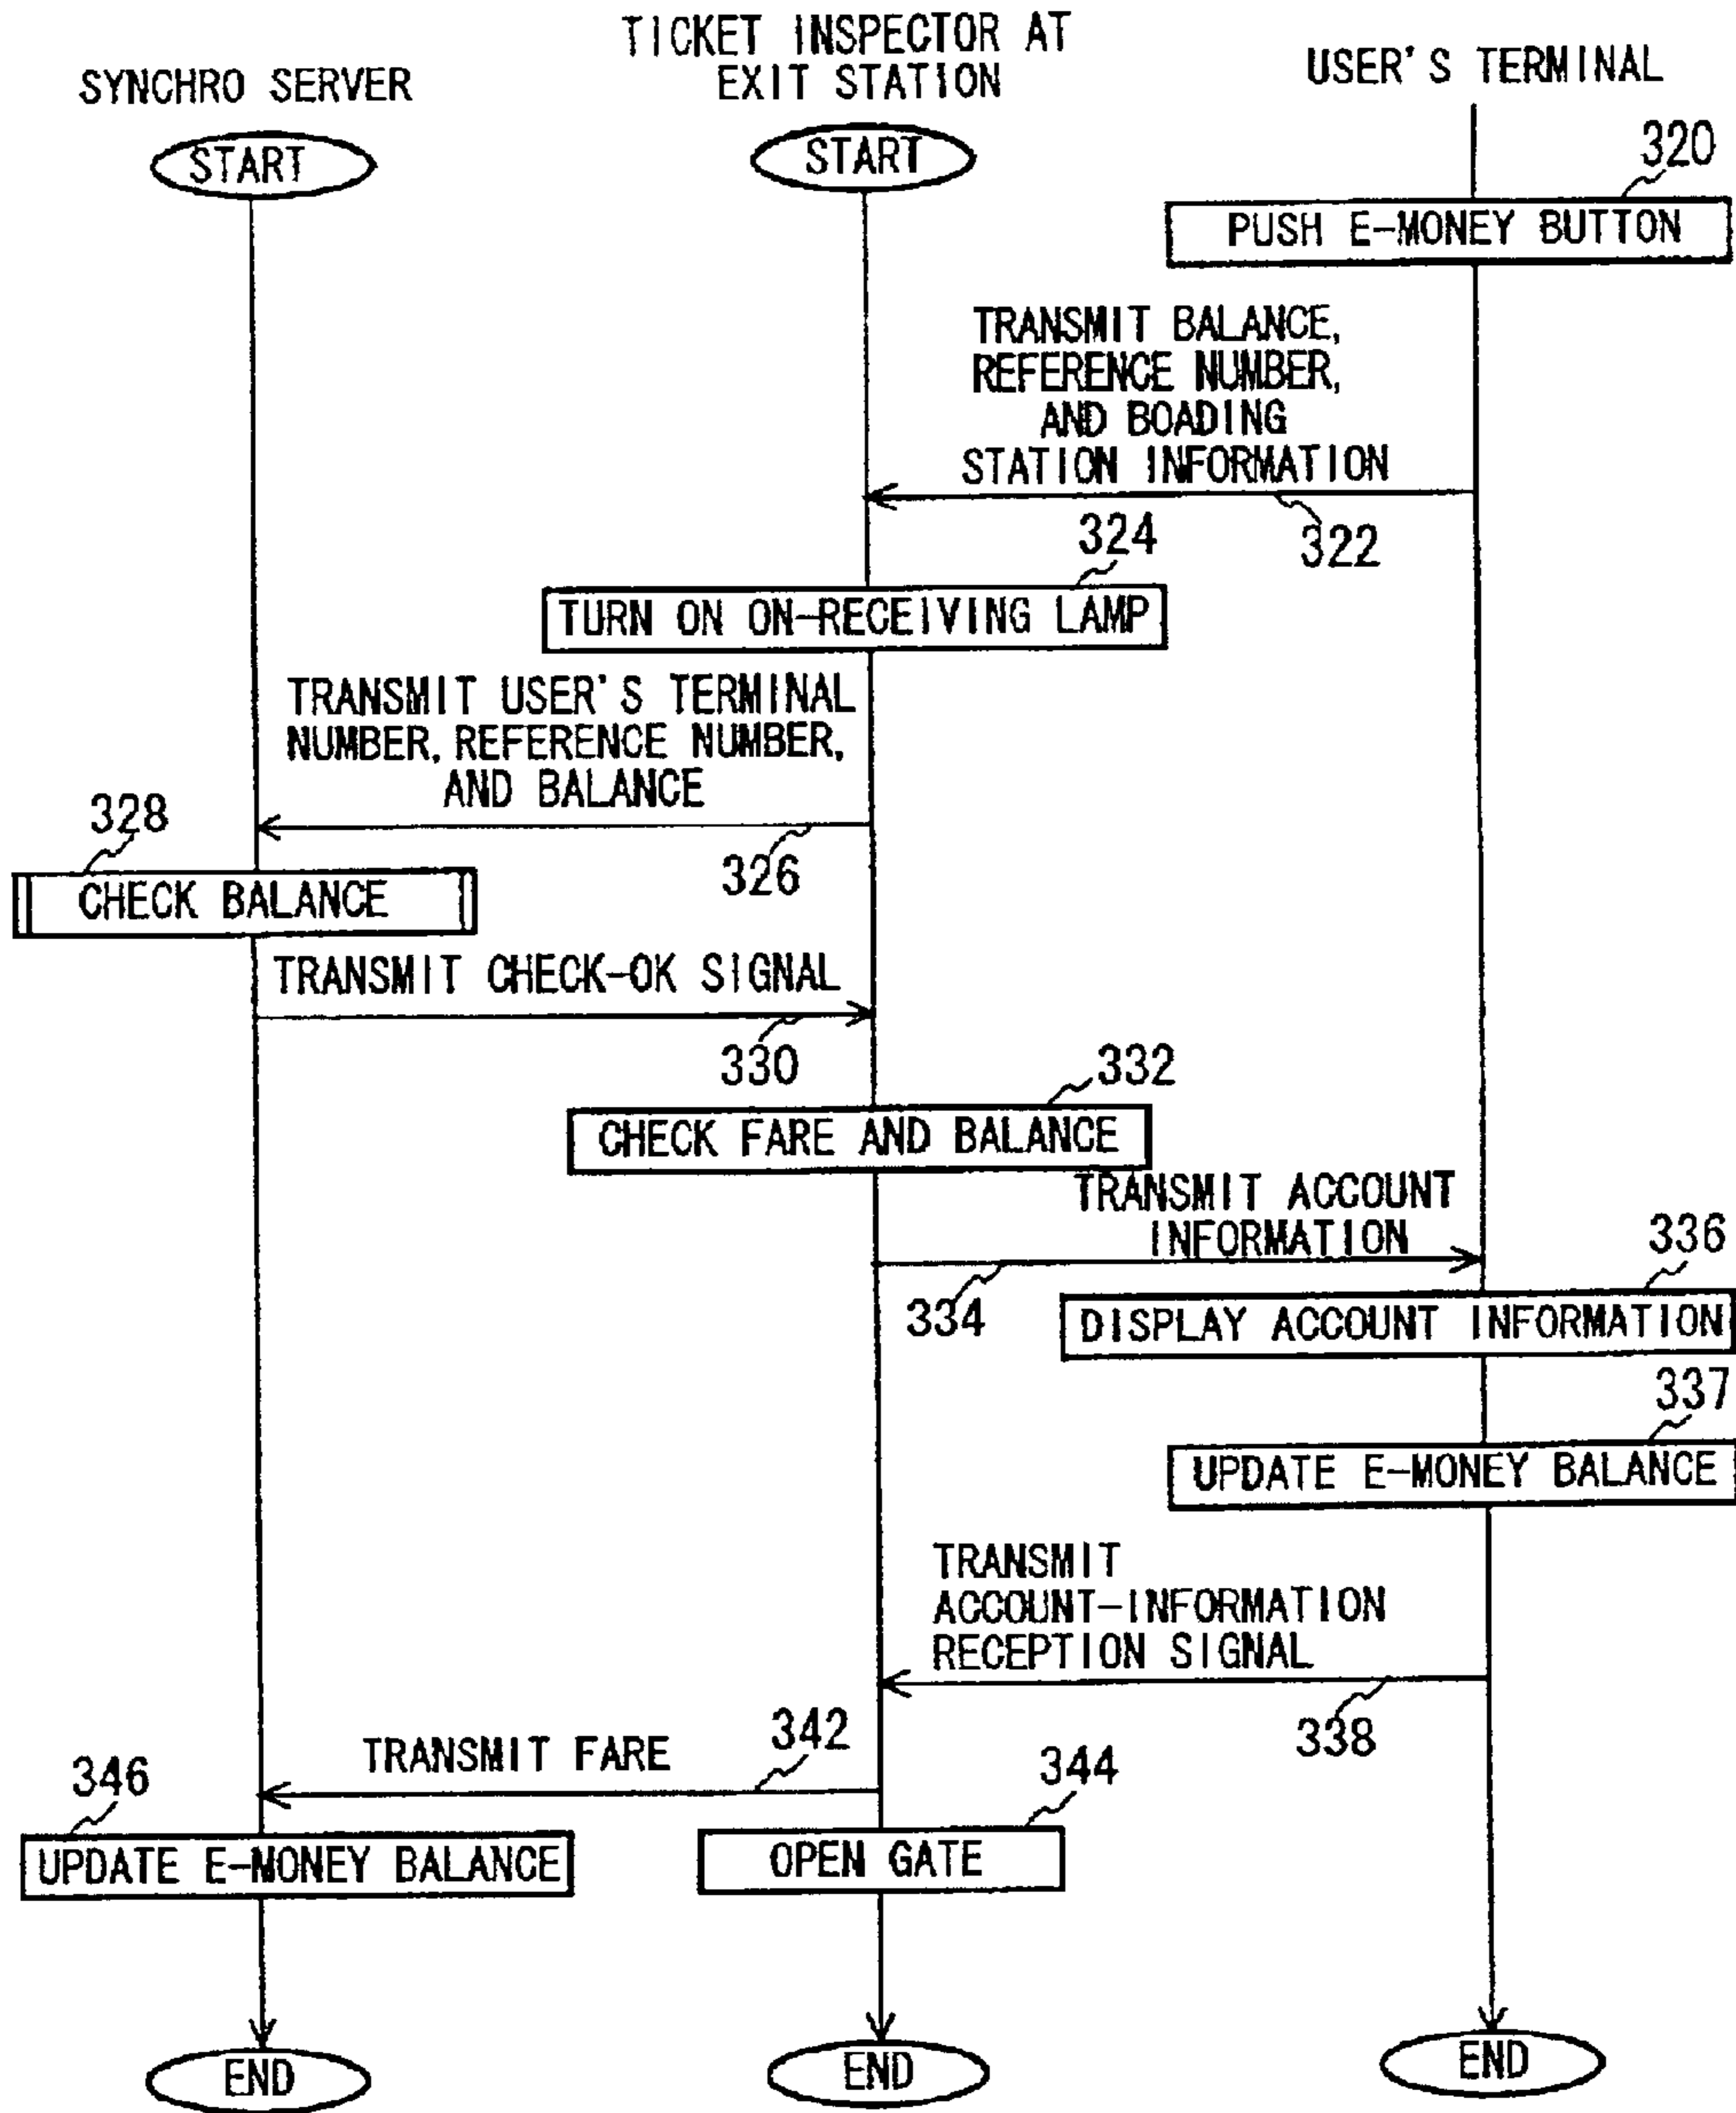 TICKET INSPECTOR AT
EXIT STATION
SYNCHRO SERVER
USER'S TERMINAL
START
START
320
PUSH E-MONEY BUTTON
TRANSMIT BALANCE,
REFERENCE NUMBER,
AND BOADING
STATION INFORMATION
322
324
TURN ON ON-RECEIVING LAMP
TRANSMIT USER'S TERMINAL
NUMBER, REFERENCE NUMBER,
AND BALANCE
326
328
CHECK BALANCE
TRANSMIT CHECK-OK SIGNAL
330
332
CHECK FARE AND BALANCE
TRANSMIT ACCOUNT
INFORMATION
334
336
DISPLAY ACCOUNT INFORMATION
337
UPDATE E-MONEY BALANCE
TRANSMIT
ACCOUNT-INFORMATION
RECEPTION SIGNAL
338
TRANSMIT FARE
342
344
346
UPDATE E-MONEY BALANCE
OPEN GATE
END
END
END